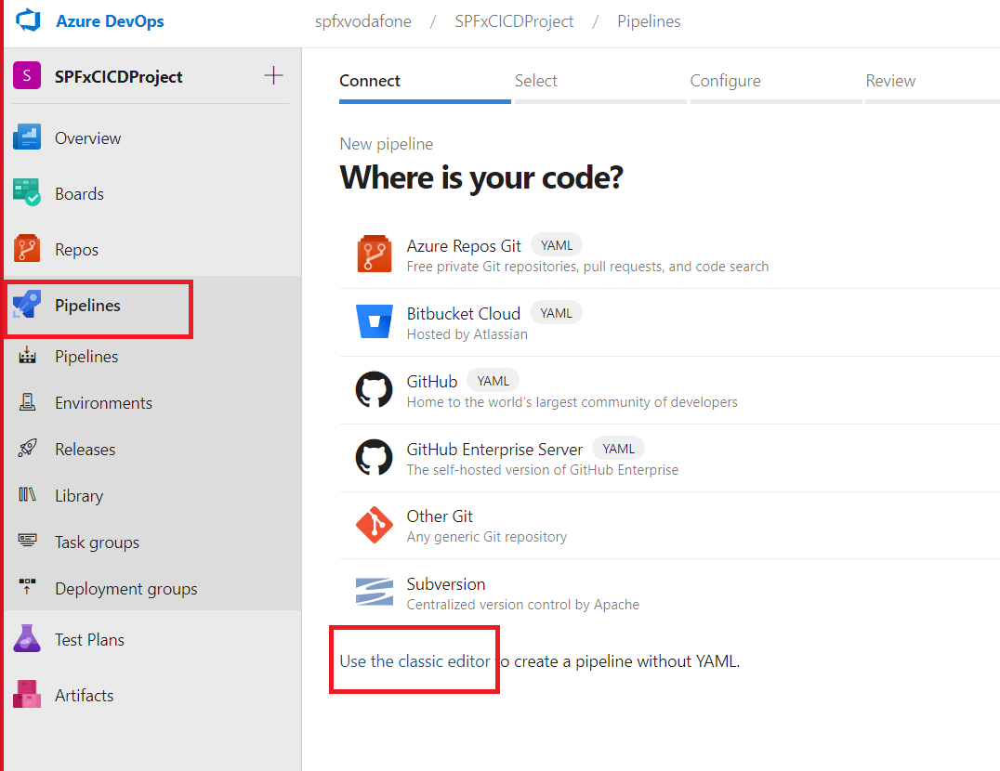 Azure DevOps
spfxvodafone / SPFxCICDProject / Pipelines
S SPFxCICDProject
Overview
Boards
Repos
Pipelines
Pipelines
Environments
Releases
Library
Task groups
Deployment groups
Test Plans
Artifacts
Connect Select Configure Review
New pipeline
Where is your code?
Azure Repos Git YAML
Free private Git repositories, pull requests, and code search
Bitbucket Cloud YAML
Hosted by Atlassian
GitHub YAML
Home to the world's largest community of developers
GitHub Enterprise Server YAML
The self-hosted version of GitHub Enterprise
Other Git
Any generic Git repository
Subversion
Centralized version control by Apache
Use the classic editor to create a pipeline without YAML.